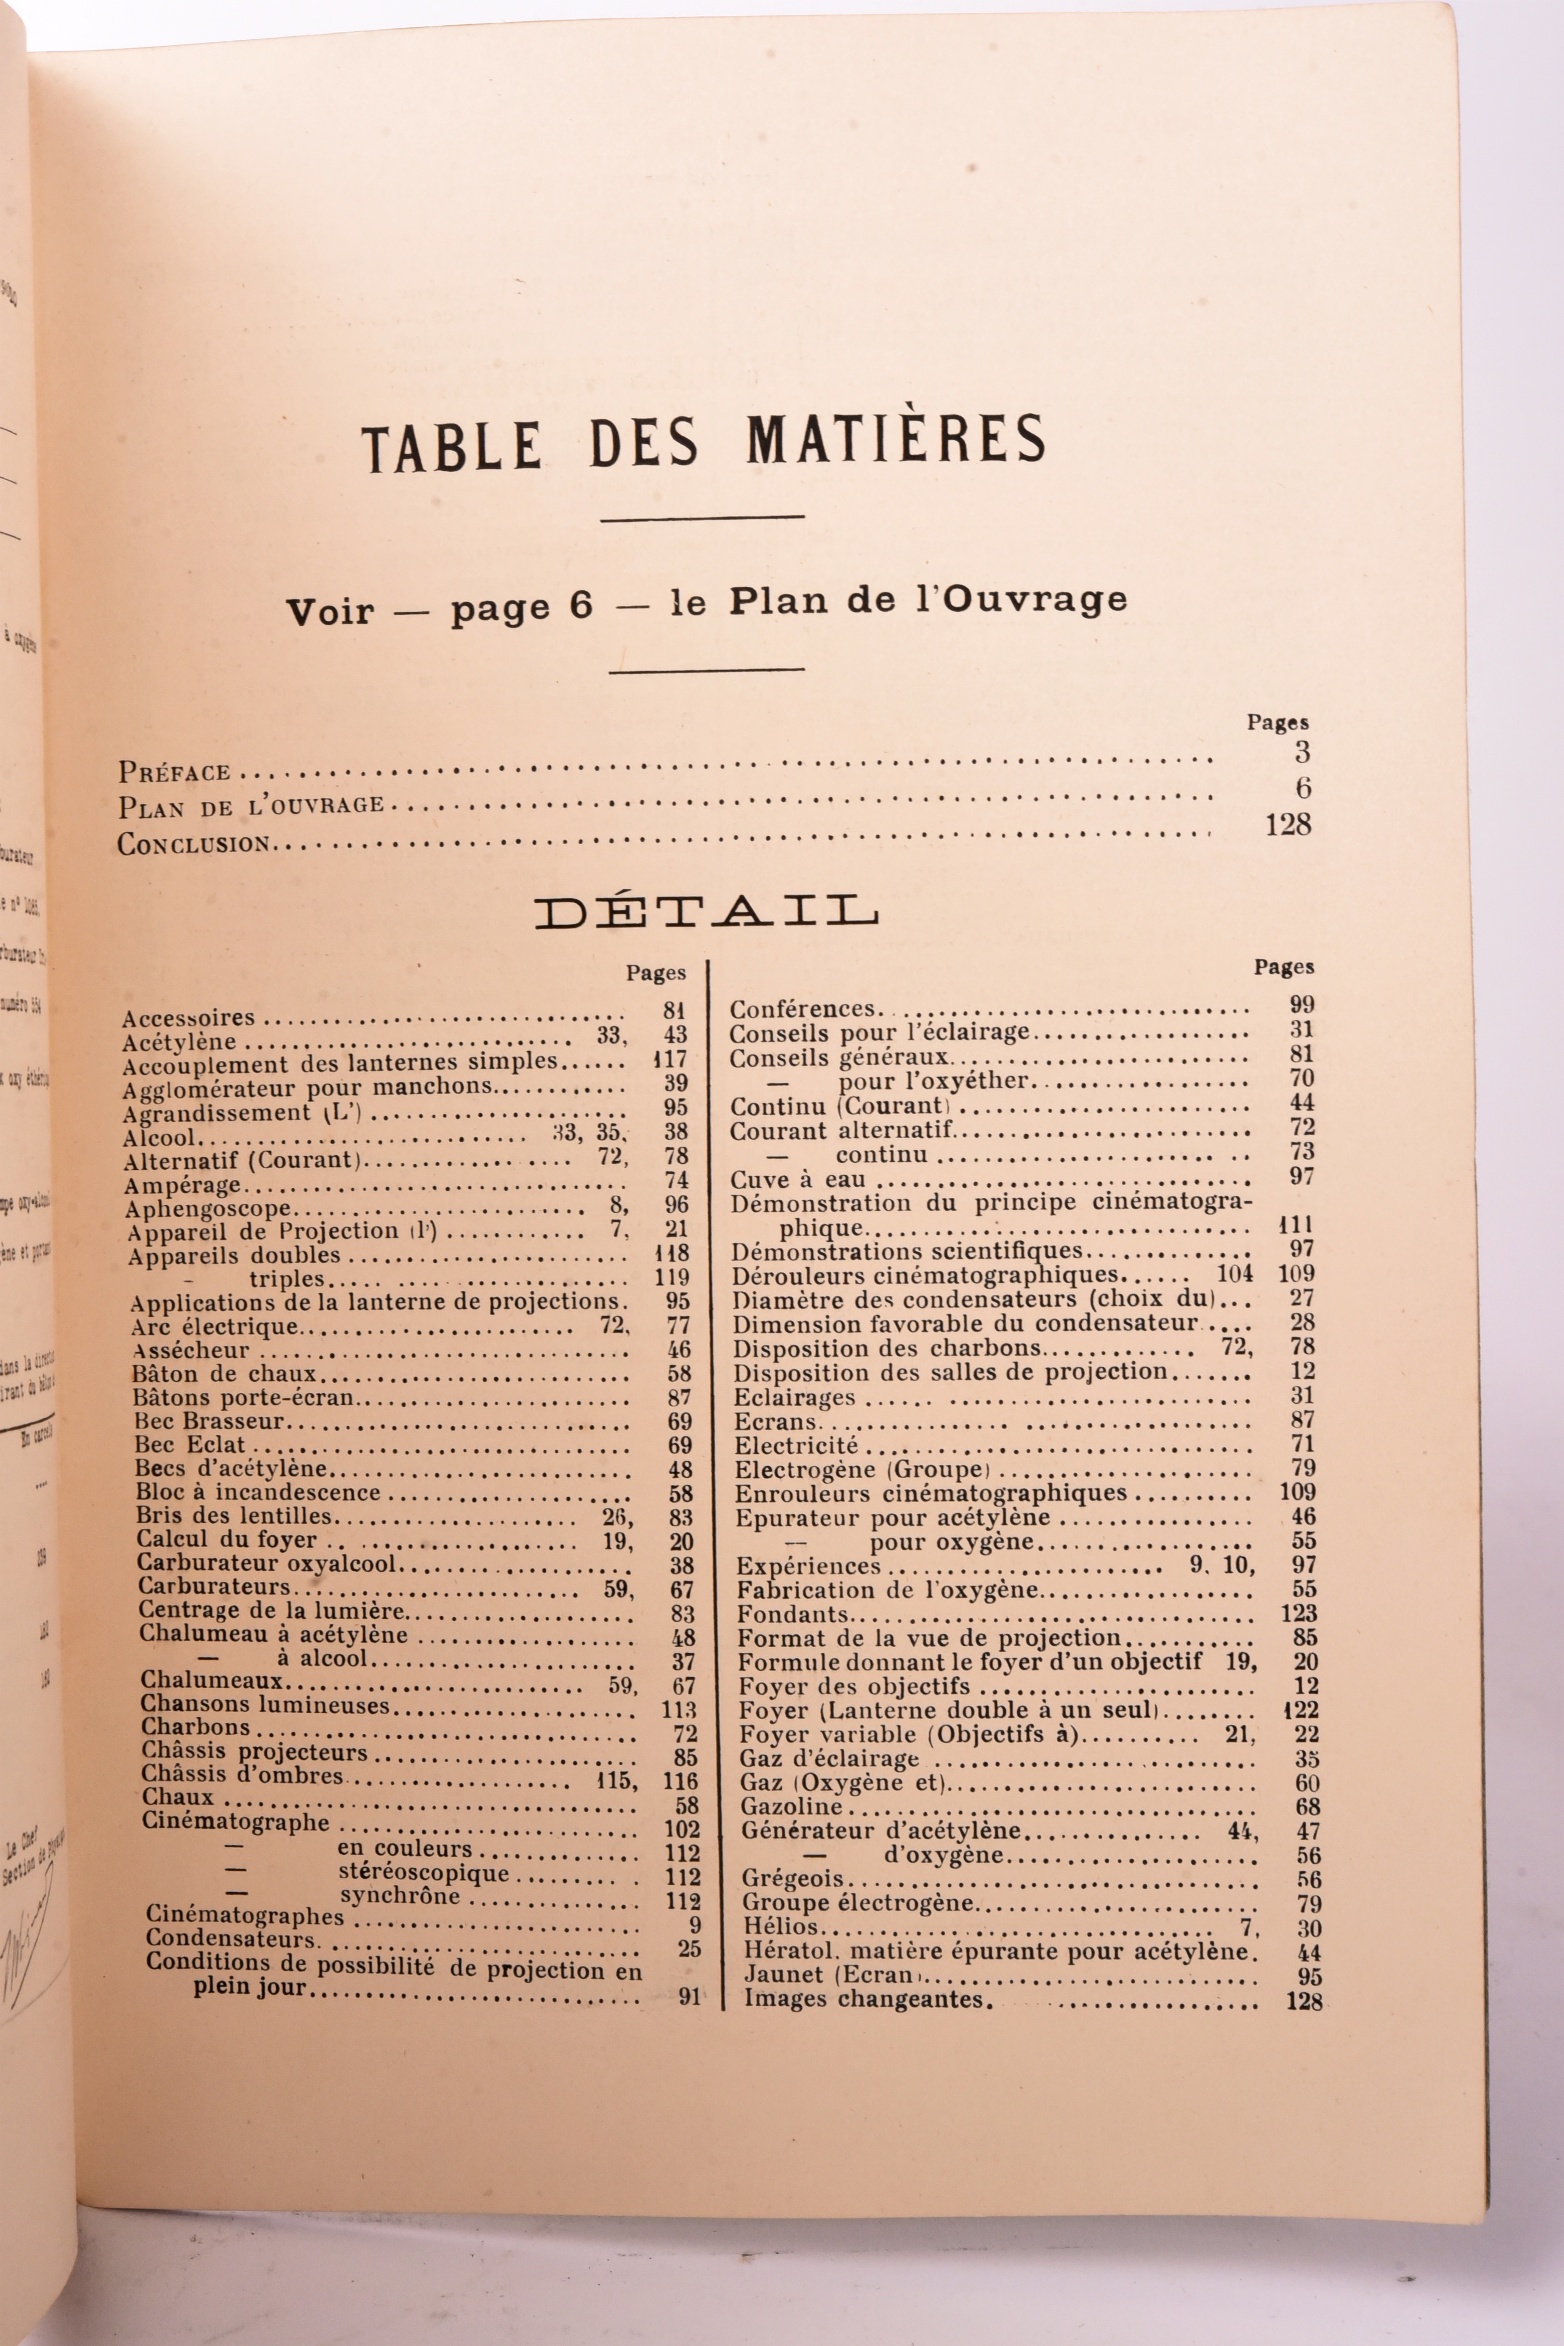 TABLE DES MATIÈRES
Voir — page 6 — le Plan de l'Ouvrage
Pages
PRÉFACE 3
PLAN DE L'OUVRAGE 6
CONCLUSION 128
DÉTAIL
Pages
Accessoires 81
Acétylène 33, 43
Accouplement des lanternes simples 117
Agglomérateur pour manchons 39
Agrandissement (L') 95
Alcool 33, 35, 38
Alternatif (Courant) 72, 78
Ampérage 74
Aphengoscope 8, 96
Appareil de Projection (l') 7, 21
Appareils doubles 118
— triples 119
Applications de la lanterne de projections. 95
Arc électrique 72, 77
Assécheur 46
Bâton de chaux 58
Bâtons porte-écran 87
Bec Brasseur 69
Bec Eclat 69
Becs d'acétylène 48
Bloc à incandescence 58
Bris des lentilles 26, 83
Calcul du foyer 19, 20
Carburateur oxyalcool 38
Carburateurs 59, 67
Centrage de la lumière 83
Chalumeau à acétylène 48
— à alcool 37
Chalumeaux 59, 67
Chansons lumineuses 113
Charbons 72
Châssis projecteurs 85
Châssis d'ombres 115, 116
Chaux 58
Cinématographe 102
— en couleurs 112
— stéréoscopique 112
— synchrône 112
Cinématographes 9
Condensateurs 25
Conditions de possibilité de projection en
plein jour 91
Pages
Conférences 99
Conseils pour l'éclairage 31
Conseils généraux 81
— pour l'oxyéther 70
Continu (Courant) 44
Courant alternatif 72
— continu 73
Cuve à eau 97
Démonstration du principe cinématogra-
phique 111
Démonstrations scientifiques 97
Dérouleurs cinématographiques 104 109
Diamètre des condensateurs (choix du) 27
Dimension favorable du condensateur 28
Disposition des charbons 72, 78
Disposition des salles de projection 12
Eclairages 31
Ecrans 87
Electricité 71
Electrogène (Groupe) 79
Enrouleurs cinématographiques 109
Epurateur pour acétylène 46
— pour oxygène 55
Expériences 9. 10, 97
Fabrication de l'oxygène 55
Fondants 123
Format de la vue de projection 85
Formule donnant le foyer d'un objectif 19, 20
Foyer des objectifs 12
Foyer (Lanterne double à un seul) 122
Foyer variable (Objectifs à) 21, 22
Gaz d'éclairage 35
Gaz (Oxygène et) 60
Gazoline 68
Générateur d'acétylène 44, 47
— d'oxygène 56
Grégeois 56
Groupe électrogène 79
Hélios 7, 30
Hératol. matière épurante pour acétylène. 44
Jaunet (Ecran) 95
Images changeantes. 128